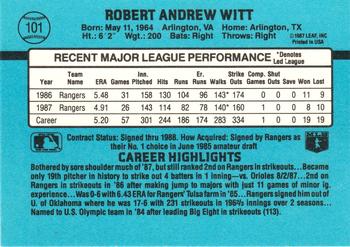 101
ROBERT ANDREW WITT
Born: May 11, 1964 Arlington, VA Home: Arlington, TX
Ht.: 6' 2" Wgt.: 200 Bats: Right Throws: Right
©1987 LEAF, INC
Printed in USA
RECENT MAJOR LEAGUE PERFORMANCE *Denotes Led League
Year Team Name ERA Games Inn. Pitched Hits Runs Er. Runs Walks Strike Outs Comp. Games Shut Outs Saves Won Lost
1986 Rangers 5.48 31 158 130 104 96 143* 174 0 0 0 11 9
1987 Rangers 4.91 26 143 114 82 78 140* 160 1 0 0 8 10
Career 5.20 57 301 244 186 174 283 334 1 0 0 19 19
Contract Status: Signed thru 1988. How Acquired: Signed by Rangers as
their No. 1 choice in June 1985 amateur draft
CAREER HIGHLIGHTS
Bothered by sore shoulder much of '87, but still ranked 2nd on Rangers in strikeouts...Became
only 19th pitcher in history to strike out 4 batters in 1 inning--vs. Orioles 8/2/87...2nd on
Rangers in strikeouts in '86 after making jump to majors with just 11 games of minor lg. ex-
perience...Was 0-6 with 6.43 ERA for Rangers' Tulsa farm in '85...Rangers signed him out of
U. of Oklahoma where he was 17-6 with 231 strikeouts in 196⅔ innings over 2 seasons...
Named to U.S. Olympic team in '84 after leading Big Eight in strikeouts (113).